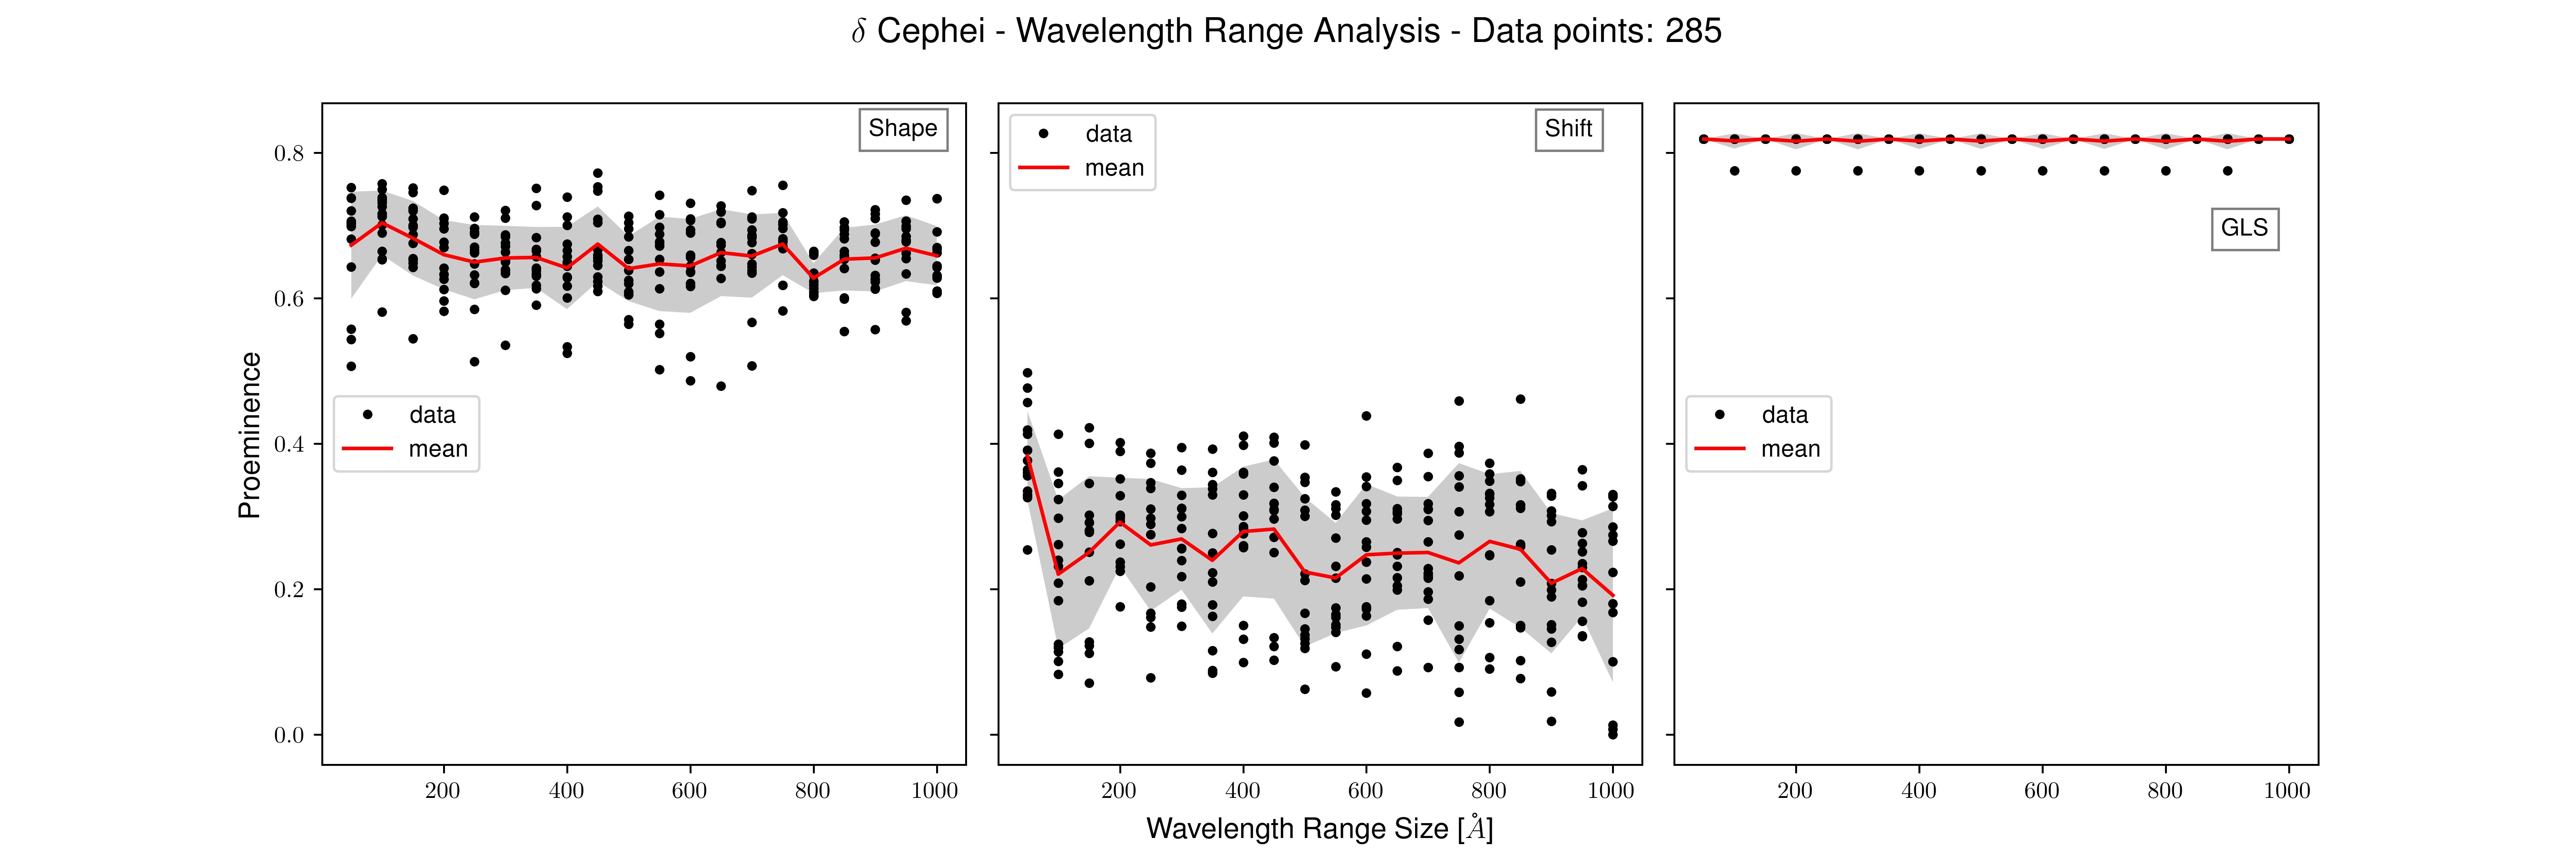 δ Cephei - Wavelength Range Analysis - Data points: 285
Shape
data
mean
Shift
data
mean
GLS
data
mean
Proeminence
0.8
0.6
0.4
0.2
0.0
200 400 600 800 1000
200 400 600 800 1000
200 400 600 800 1000
Wavelength Range Size [Å]